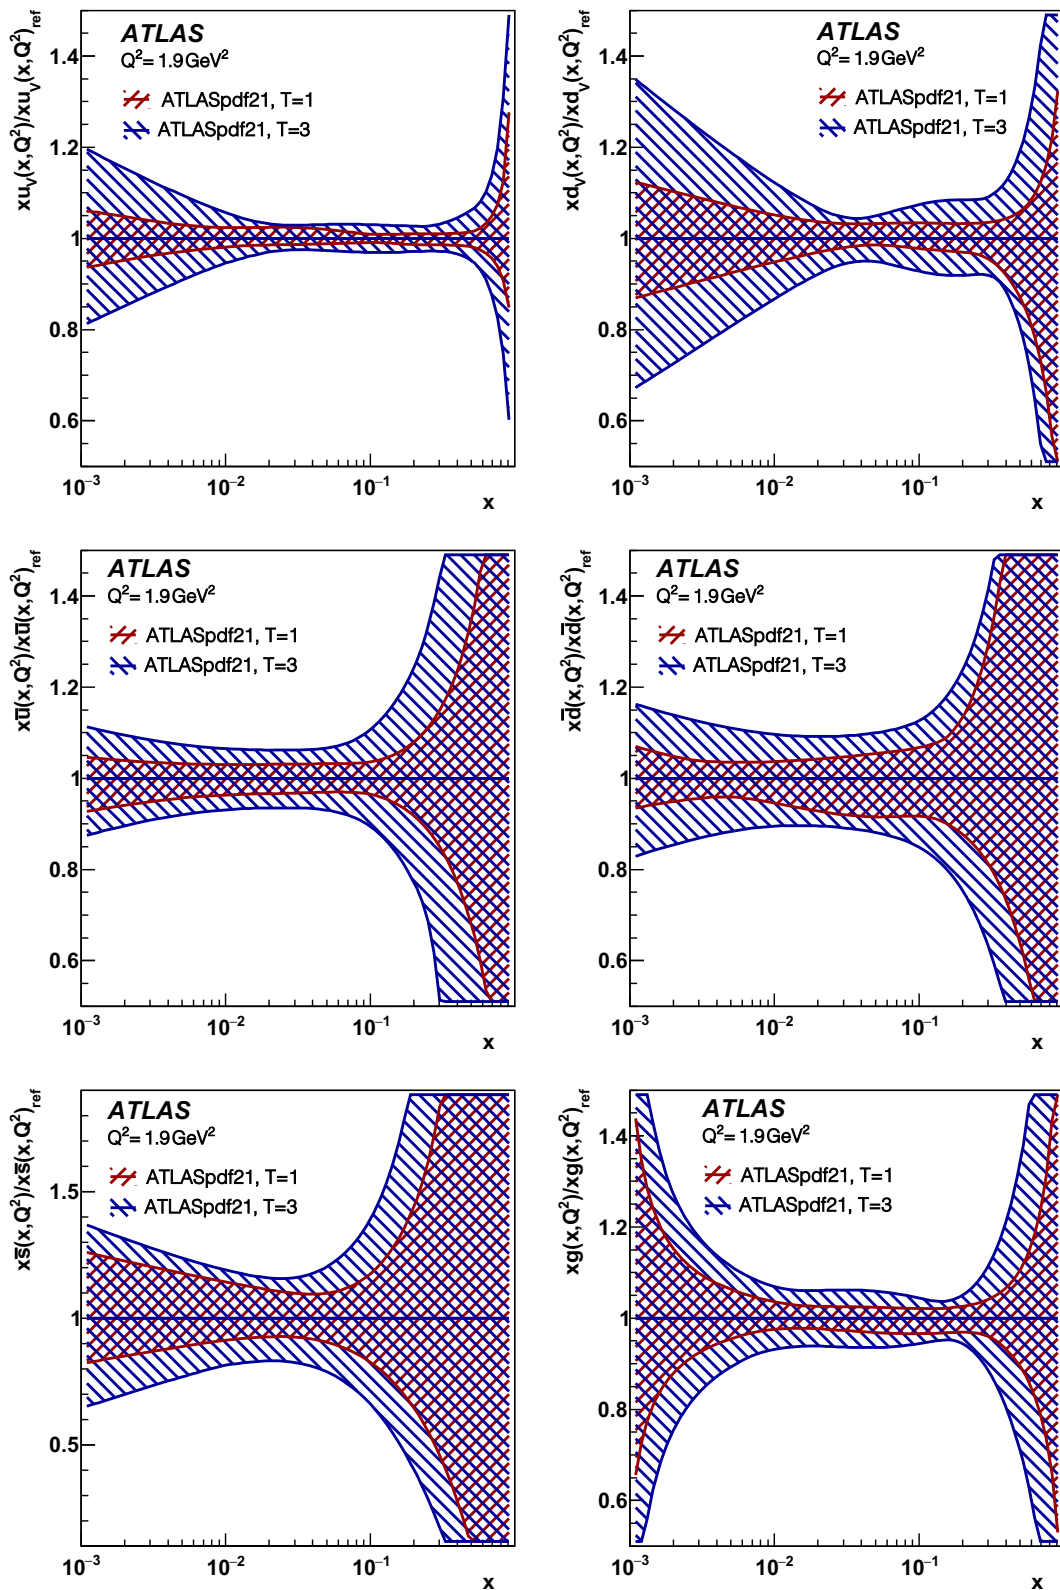 ATLAS
Q² = 1.9 GeV²
ATLASpdf21, T=1
ATLASpdf21, T=3
xu_V(x,Q²)/xu_V(x,Q²)_ref
1.4
1.2
1
0.8
0.6
10⁻³ 10⁻² 10⁻¹
x
ATLAS
Q² = 1.9 GeV²
ATLASpdf21, T=1
ATLASpdf21, T=3
xd_V(x,Q²)/xd_V(x,Q²)_ref
1.4
1.2
1
0.8
0.6
10⁻³ 10⁻² 10⁻¹
x
ATLAS
Q² = 1.9 GeV²
ATLASpdf21, T=1
ATLASpdf21, T=3
xū(x,Q²)/xū(x,Q²)_ref
1.4
1.2
1
0.8
0.6
10⁻³ 10⁻² 10⁻¹
x
ATLAS
Q² = 1.9 GeV²
ATLASpdf21, T=1
ATLASpdf21, T=3
xd̄(x,Q²)/xd̄(x,Q²)_ref
1.4
1.2
1
0.8
0.6
10⁻³ 10⁻² 10⁻¹
x
ATLAS
Q² = 1.9 GeV²
ATLASpdf21, T=1
ATLASpdf21, T=3
xs̄(x,Q²)/xs̄(x,Q²)_ref
1.5
1
0.5
10⁻³ 10⁻² 10⁻¹
x
ATLAS
Q² = 1.9 GeV²
ATLASpdf21, T=1
ATLASpdf21, T=3
xg(x,Q²)/xg(x,Q²)_ref
1.4
1.2
1
0.8
0.6
10⁻³ 10⁻² 10⁻¹
x